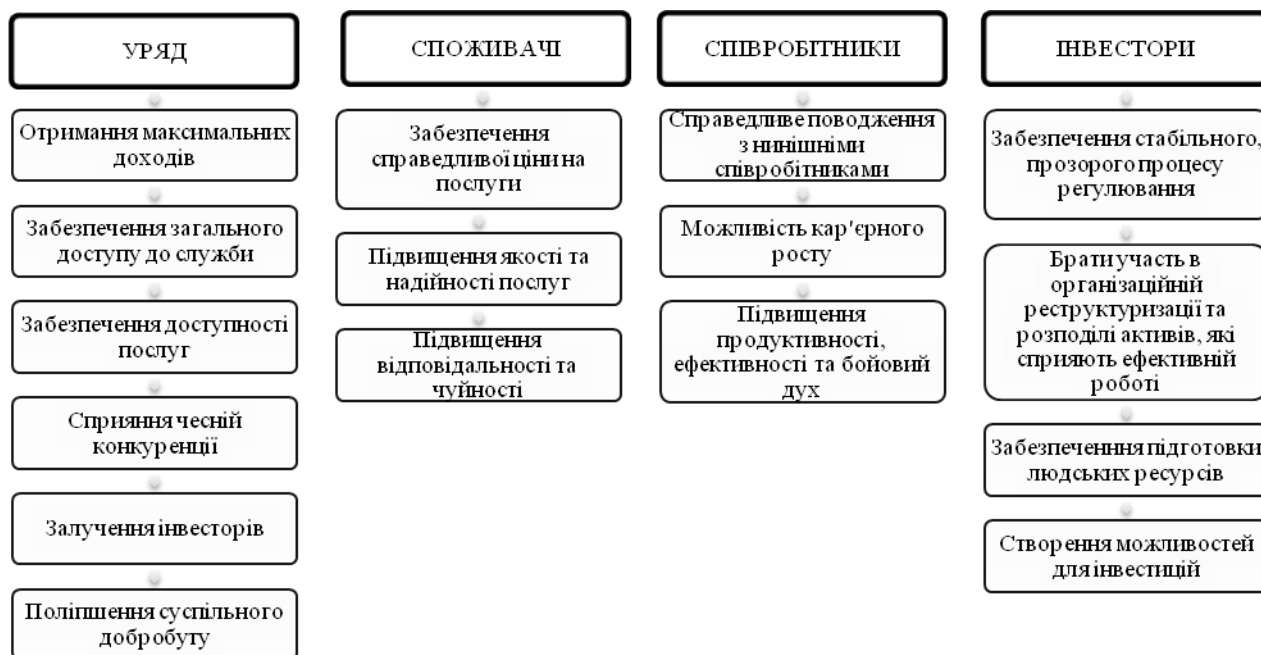 УРЯД
Отримання максимальних
доходів
Забезпечення загального
доступу до служби
Забезпечення доступності
послуг
Сприяння чесній
конкуренції
Залучення інвесторів
Поліпшення суспільного
добробуту
СПОЖИВАЧІ
Забезпечення
справедливої ціни на
послуги
Підвищення якості та
надійності послуг
Підвищення
відповідальності та
чуйності
СПІВРОБІТНИКИ
Справедливе поводження
з нинішніми
співробітниками
Можливість кар'єрного
росту
Підвищення
продуктивності,
ефективності та бойовий
дух
ІНВЕСТОРИ
Забезпечення стабільного,
прозорого процесу
регулювання
Брати участь в
організаційній
реструктуризації та
розподілі активів, які
сприяють ефективній
роботі
Забезпеченння підготовки
людських ресурсів
Створення можливостей
для інвестицій